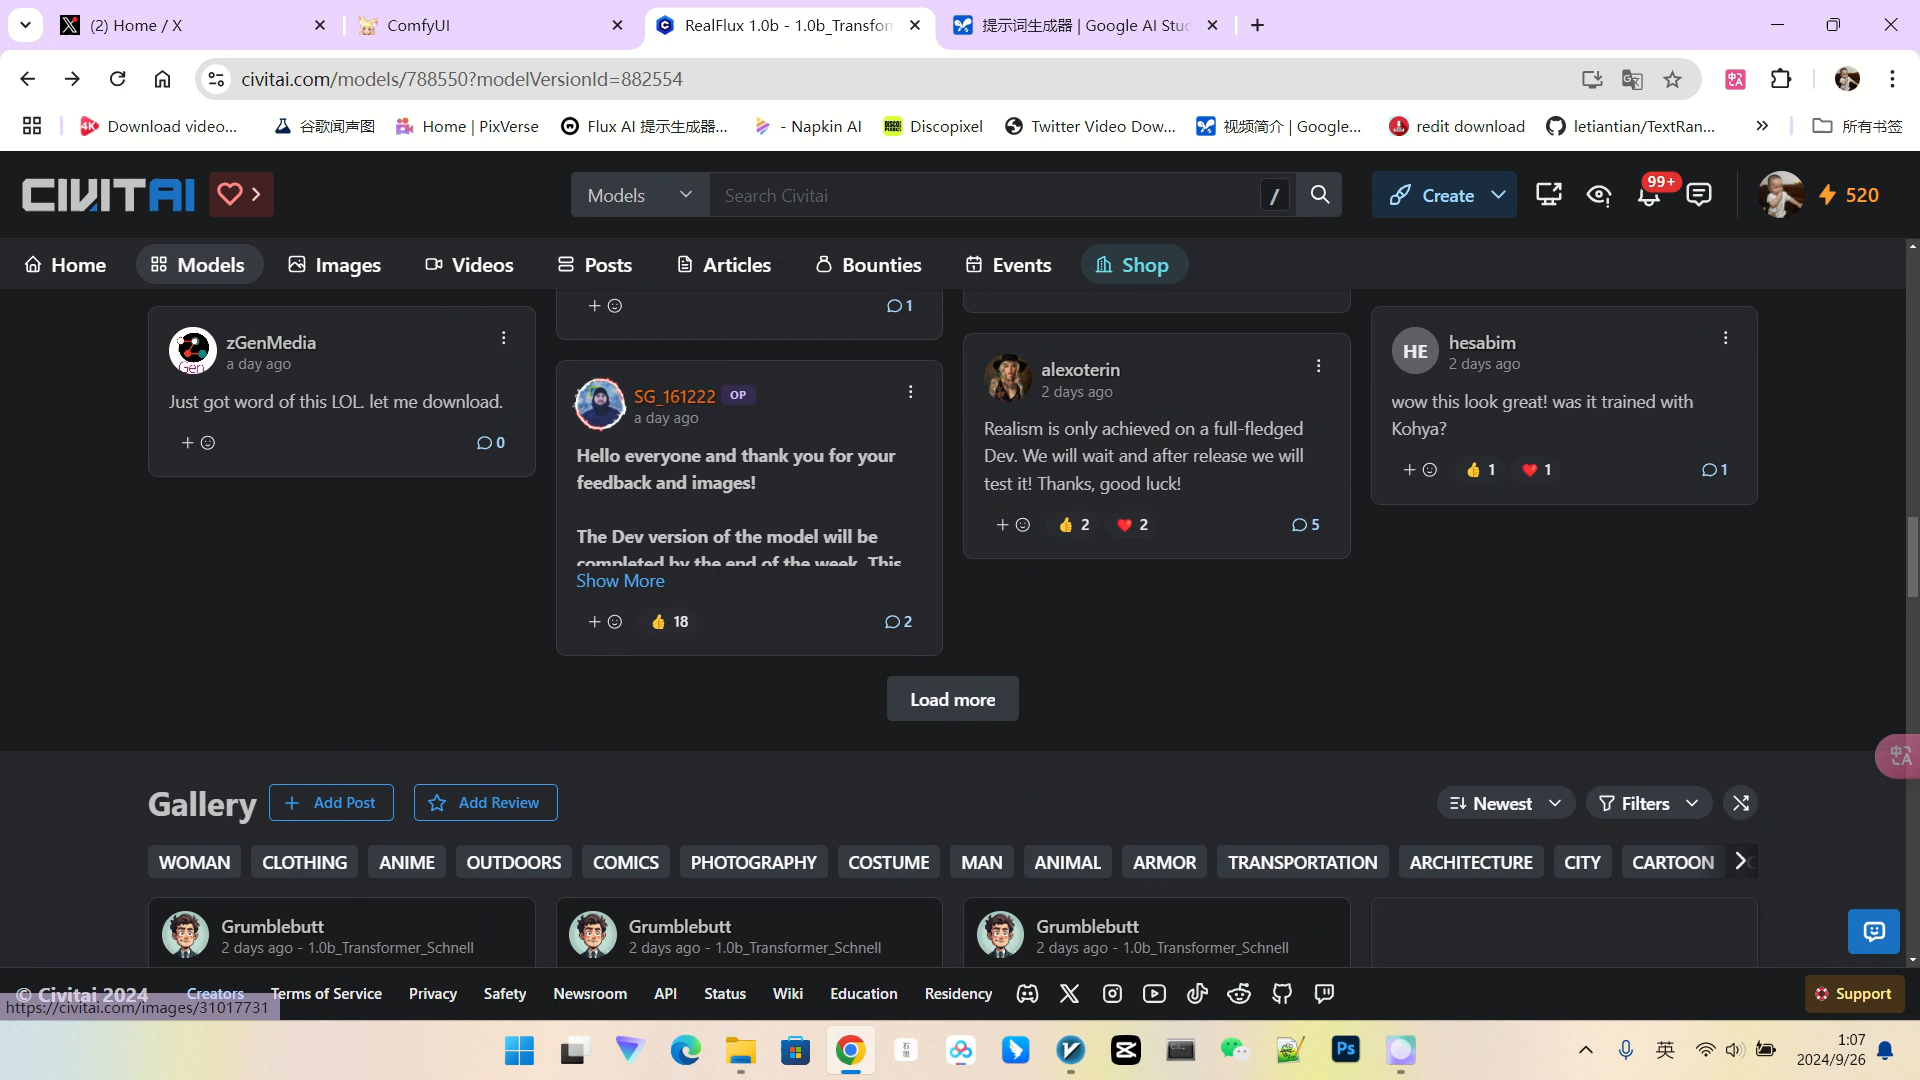 (2) Home / X
ComfyUI
RealFlux 1.0b - 1.0b_Transfor
提示词生成器 | Google AI Stud
civitai.com/models/788550?modelVersionId=882554
Download video...
谷歌闻声图
Home | PixVerse
Flux AI 提示生成器...
- Napkin AI
Discopixel
Twitter Video Dow...
视频简介 | Google...
redit download
letiantian/TextRan...
所有书签
CIVITAI
Models
Search Civitai
/
Create
99+
520
Home
Models
Images
Videos
Posts
Articles
Bounties
Events
Shop
zGenMedia
a day ago
Just got word of this LOL. let me download.
0
1
SG_161222 OP
a day ago
Hello everyone and thank you for your
feedback and images!
The Dev version of the model will be
completed by the end of the week. This
Show More
18
2
alexoterin
2 days ago
Realism is only achieved on a full-fledged
Dev. We will wait and after release we will
test it! Thanks, good luck!
2
2
5
HE
hesabim
2 days ago
wow this look great! was it trained with
Kohya?
1
1
1
Load more
Gallery
Add Post
Add Review
Newest
Filters
WOMAN
CLOTHING
ANIME
OUTDOORS
COMICS
PHOTOGRAPHY
COSTUME
MAN
ANIMAL
ARMOR
TRANSPORTATION
ARCHITECTURE
CITY
CARTOON
Grumblebutt
2 days ago - 1.0b_Transformer_Schnell
Grumblebutt
2 days ago - 1.0b_Transformer_Schnell
Grumblebutt
2 days ago - 1.0b_Transformer_Schnell
© Civitai 2024
Creators
Terms of Service
Privacy
Safety
Newsroom
API
Status
Wiki
Education
Residency
Support
https://civitai.com/images/31017731
Ps
英
1:07
2024/9/26